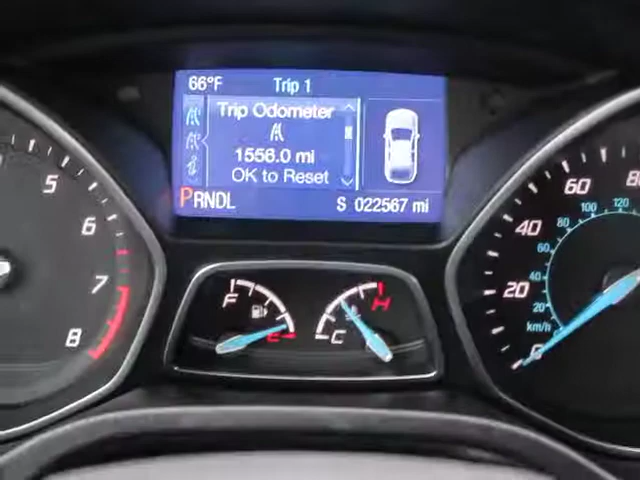 66°F Trip 1
Trip Odometer
1556.0 mi
OK to Reset
PRNDL S 022567 mi
5
6
7
8
F
E
H
C
80
60
40
20
0
120
100
80
60
40
20
km/h